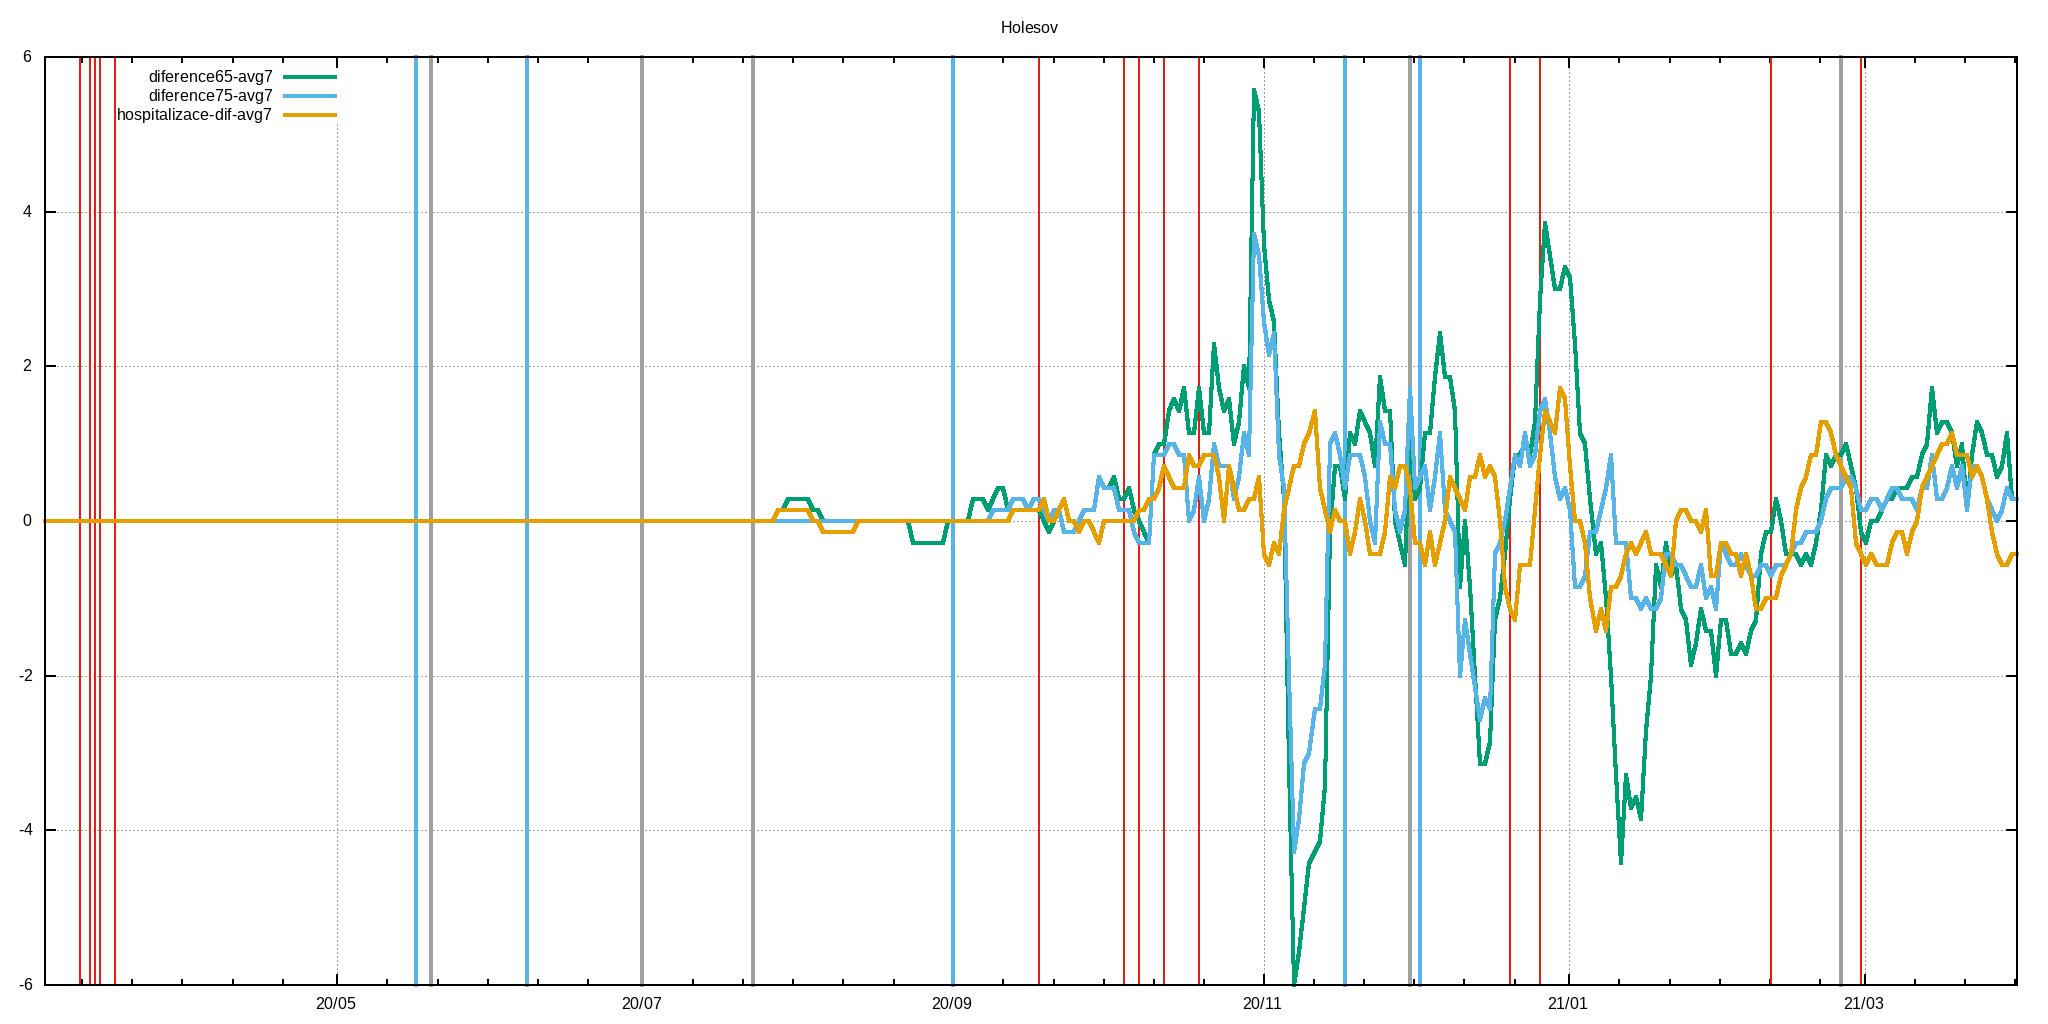 Holesov
diference65-avg7
diference75-avg7
hospitalizace-dif-avg7
6
4
2
0
-2
-4
-6
20/05 20/07 20/09 20/11 21/01 21/03